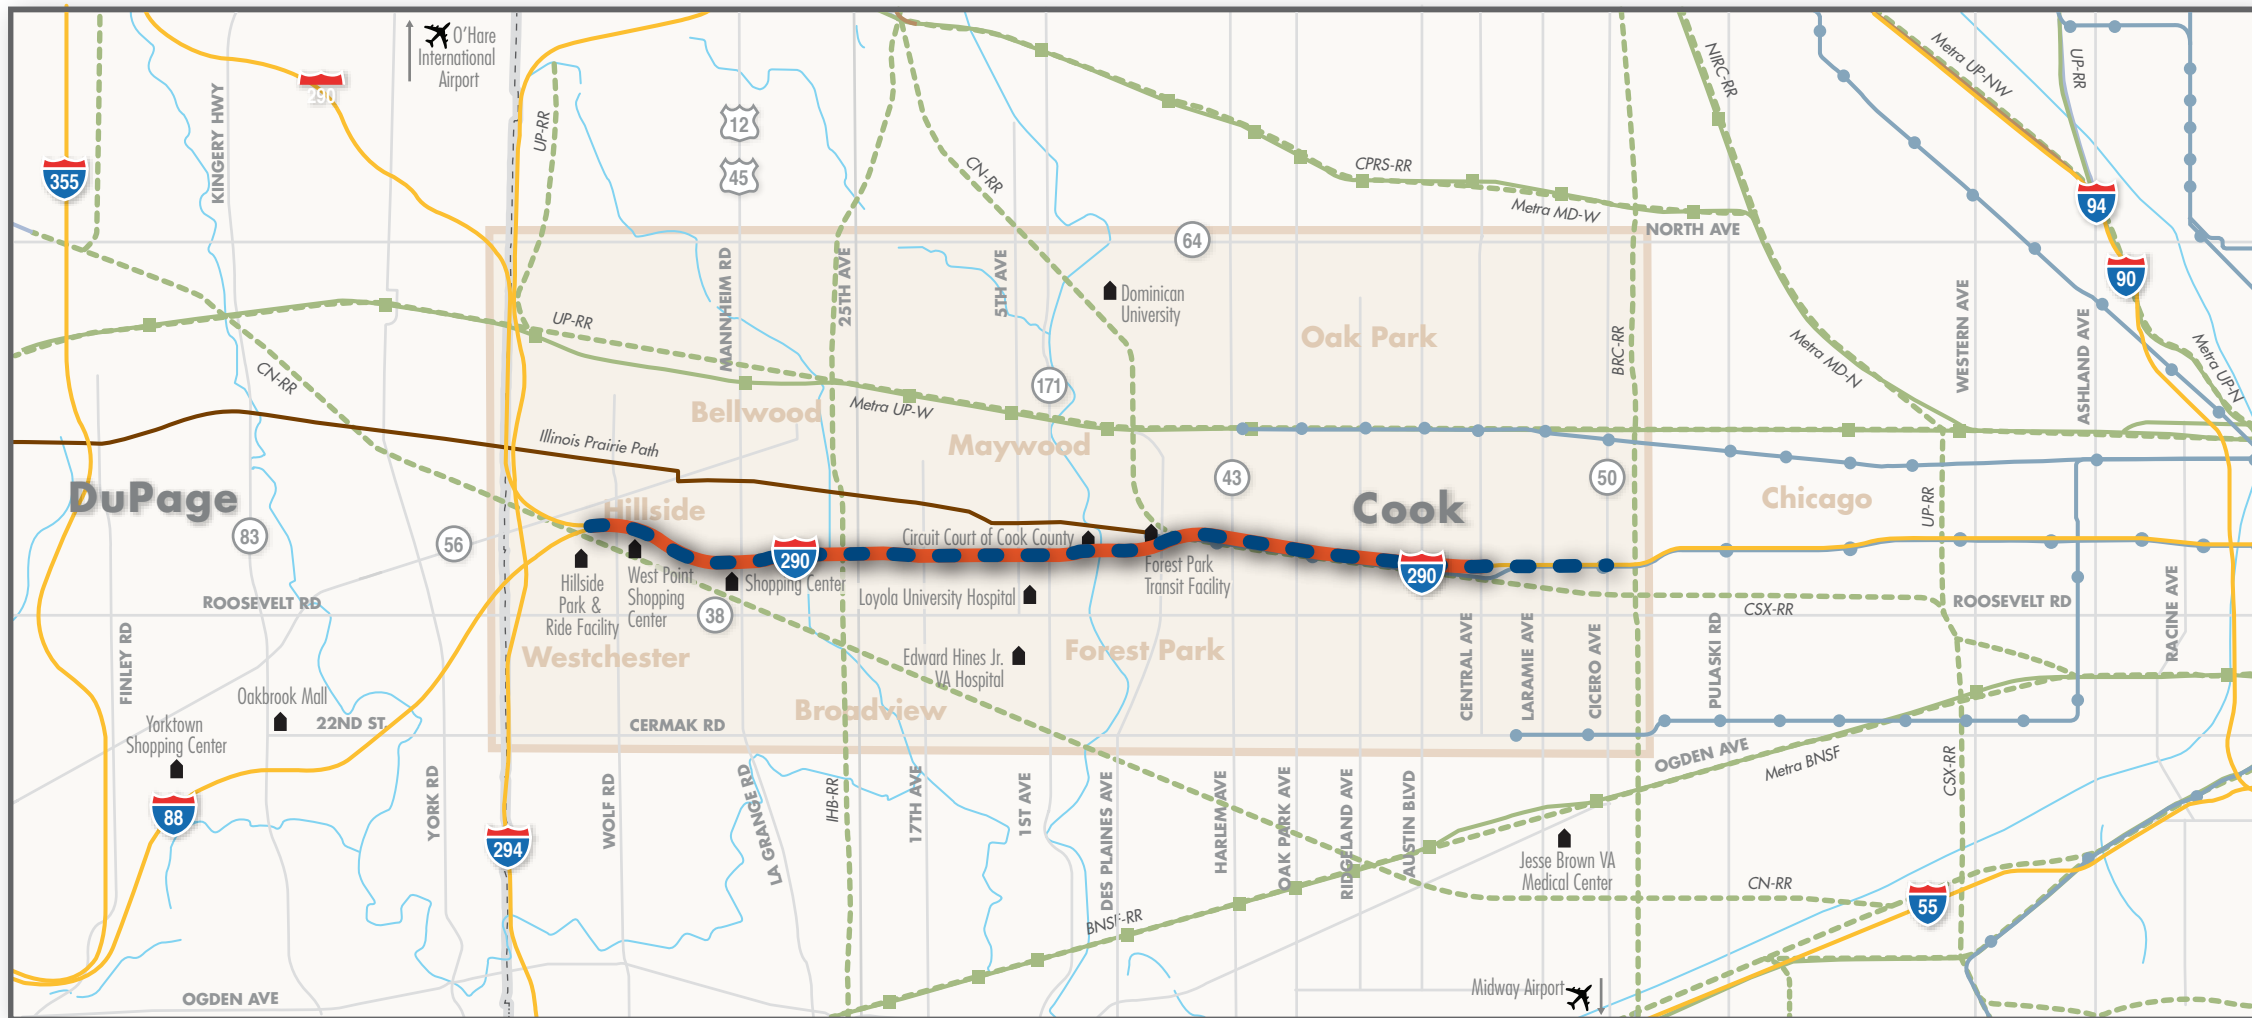 O'Hare
International
Airport
290
355
KINGERY HWY
UP-RR
12
45
CN-RR
CPRS-RR
Metra MD-W
NIRC-RR
Metra UP-NW
UP-RR
94
90
NORTH AVE
64
MANNHEIM RD
25TH AVE
5TH AVE
Dominican
University
Oak Park
BRC-RR
Metra MD-N
WESTERN AVE
ASHLAND AVE
Metra UP-N
UP-RR
CN-RR
Bellwood
Metra UP-W
171
Maywood
Illinois Prairie Path
DuPage
83
56
Hillside
43
Cook
50
Chicago
UP-RR
Circuit Court of Cook County
290
290
Hillside
Park &
Ride Facility
West Point
Shopping
Center
Shopping Center
38
Loyola University Hospital
Forest Park
Transit Facility
ROOSEVELT RD
CSX-RR
ROOSEVELT RD
RACINE AVE
FINLEY RD
Westchester
Edward Hines Jr.
VA Hospital
Forest Park
CENTRAL AVE
LARAMIE AVE
CICERO AVE
PULASKI RD
Oakbrook Mall
22ND ST.
Yorktown
Shopping Center
Broadview
CERMAK RD
OGDEN AVE
Metra BNSF
CSX-RR
88
YORK RD
294
WOLF RD
LA GRANGE RD
IHB-RR
17TH AVE
1ST AVE
DES PLAINES AVE
HARLEM AVE
OAK PARK AVE
RIDGELAND AVE
AUSTIN BLVD
Jesse Brown VA
Medical Center
CN-RR
55
BNSF-RR
Midway Airport
OGDEN AVE